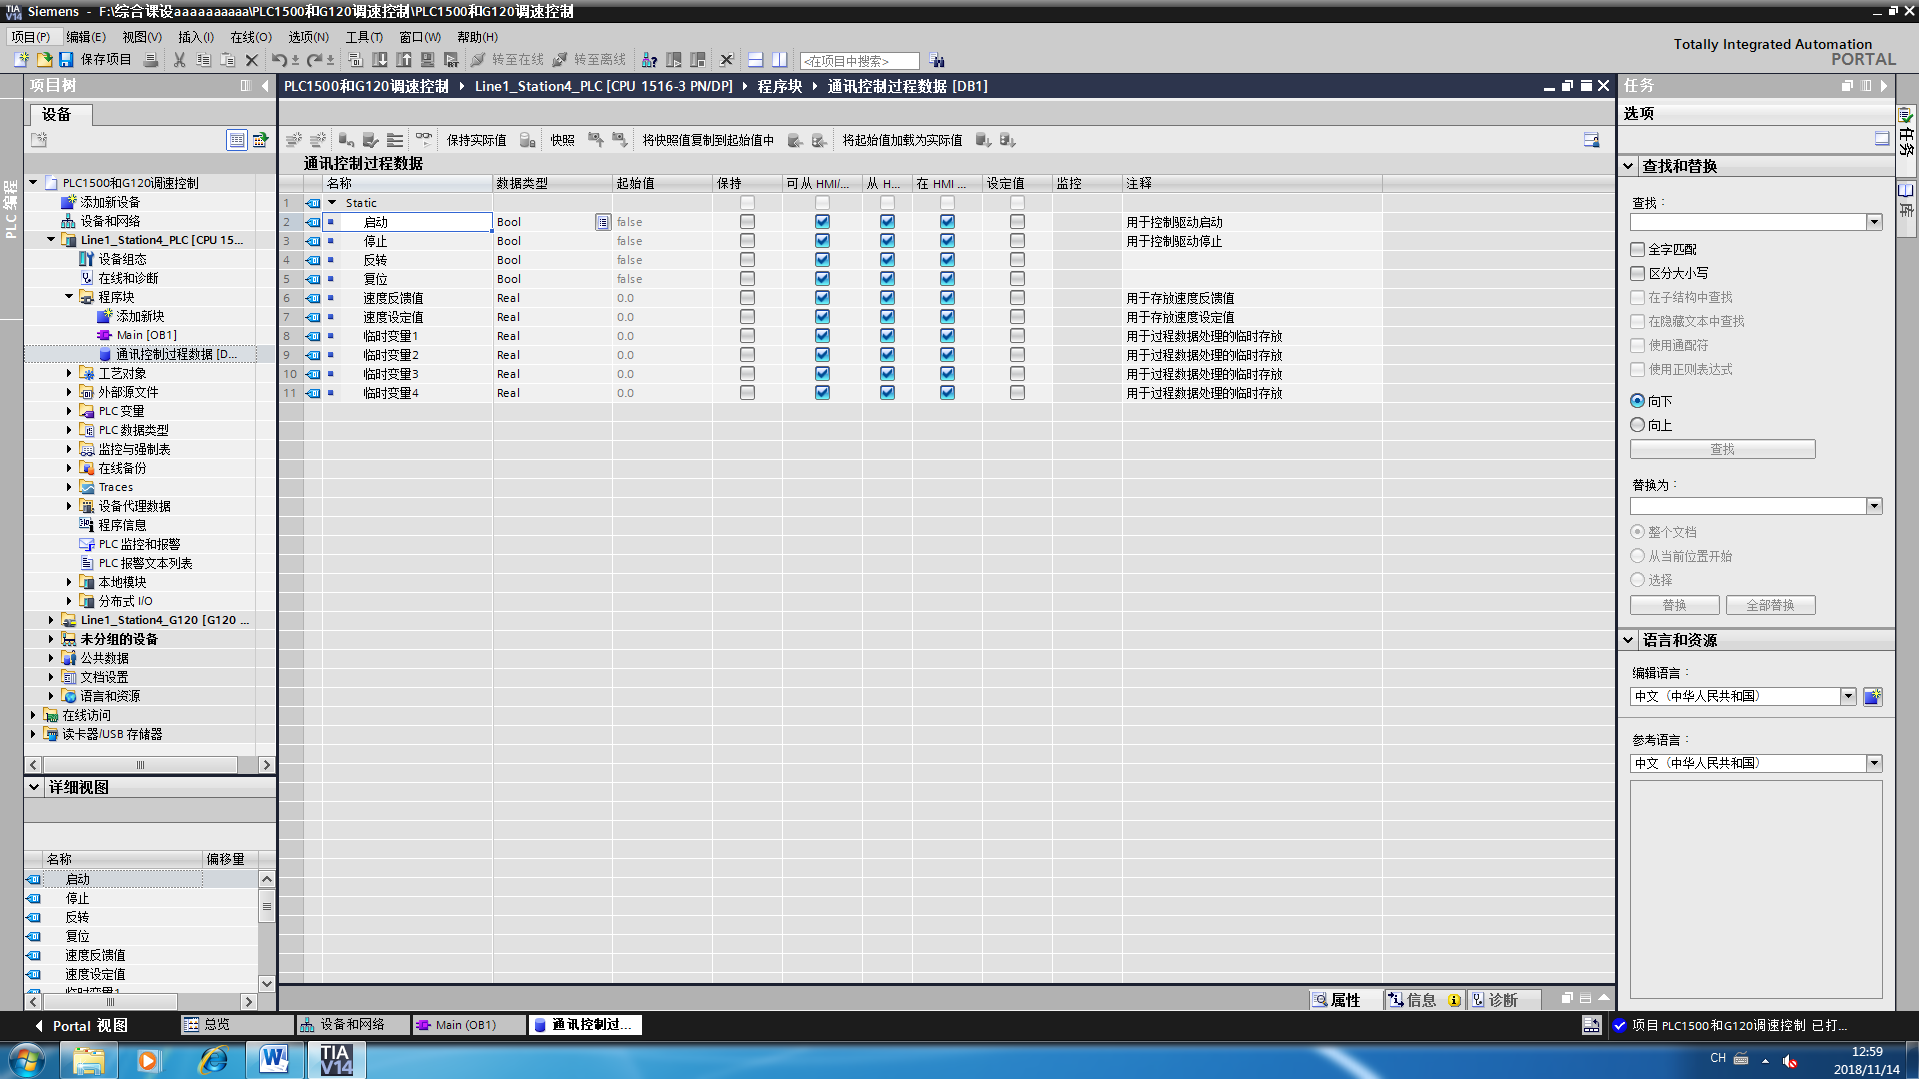 Siemens - F:\综合课设aaaaaaaaaa\PLC1500和G120调速控制\PLC1500和G120调速控制
项目(P) 编辑(E) 视图(V) 插入(I) 在线(O) 选项(N) 工具(T) 窗口(W) 帮助(H)
Totally Integrated Automation
PORTAL
保存项目 转至在线 转至离线 <在项目中搜索>
项目树
PLC1500和G120调速控制 Line1_Station4_PLC [CPU 1516-3 PN/DP] 程序块 通讯控制过程数据 [DB1]
任务
设备
选项
保持实际值 快照 将快照值复制到起始值中 将起始值加载为实际值
通讯控制过程数据
名称 数据类型 起始值 保持 可从 HMI/... 从 H... 在 HMI ... 设定值 监控 注释
1 Static
2 启动 Bool false 用于控制驱动启动
3 停止 Bool false 用于控制驱动停止
4 反转 Bool false
5 复位 Bool false
6 速度反馈值 Real 0.0 用于存放速度反馈值
7 速度设定值 Real 0.0 用于存放速度设定值
8 临时变量1 Real 0.0 用于过程数据处理的临时存放
9 临时变量2 Real 0.0 用于过程数据处理的临时存放
10 临时变量3 Real 0.0 用于过程数据处理的临时存放
11 临时变量4 Real 0.0 用于过程数据处理的临时存放
PLC 编程
PLC1500和G120调速控制
添加新设备
设备和网络
Line1_Station4_PLC [CPU 15...
设备组态
在线和诊断
程序块
添加新块
Main [OB1]
通讯控制过程数据 [D...
工艺对象
外部源文件
PLC 变量
PLC 数据类型
监控与强制表
在线备份
Traces
设备代理数据
程序信息
PLC 监控和报警
PLC 报警文本列表
本地模块
分布式 I/O
Line1_Station4_G120 [G120 ...
未分组的设备
公共数据
文档设置
语言和资源
在线访问
读卡器/USB 存储器
详细视图
名称 偏移量
启动
停止
反转
复位
速度反馈值
速度设定值
临时变量1
查找和替换
查找：
全字匹配
区分大小写
在子结构中查找
在隐藏文本中查找
使用通配符
使用正则表达式
向下
向上
查找
替换为：
整个文档
从当前位置开始
选择
替换 全部替换
语言和资源
编辑语言：
中文（中华人民共和国）
参考语言：
中文（中华人民共和国）
任务
库
属性 信息 诊断
Portal 视图 总览 设备和网络 Main (OB1) 通讯控制过... 项目 PLC1500和G120调速控制 已打...
TIA
V14
CH
12:59
2018/11/14